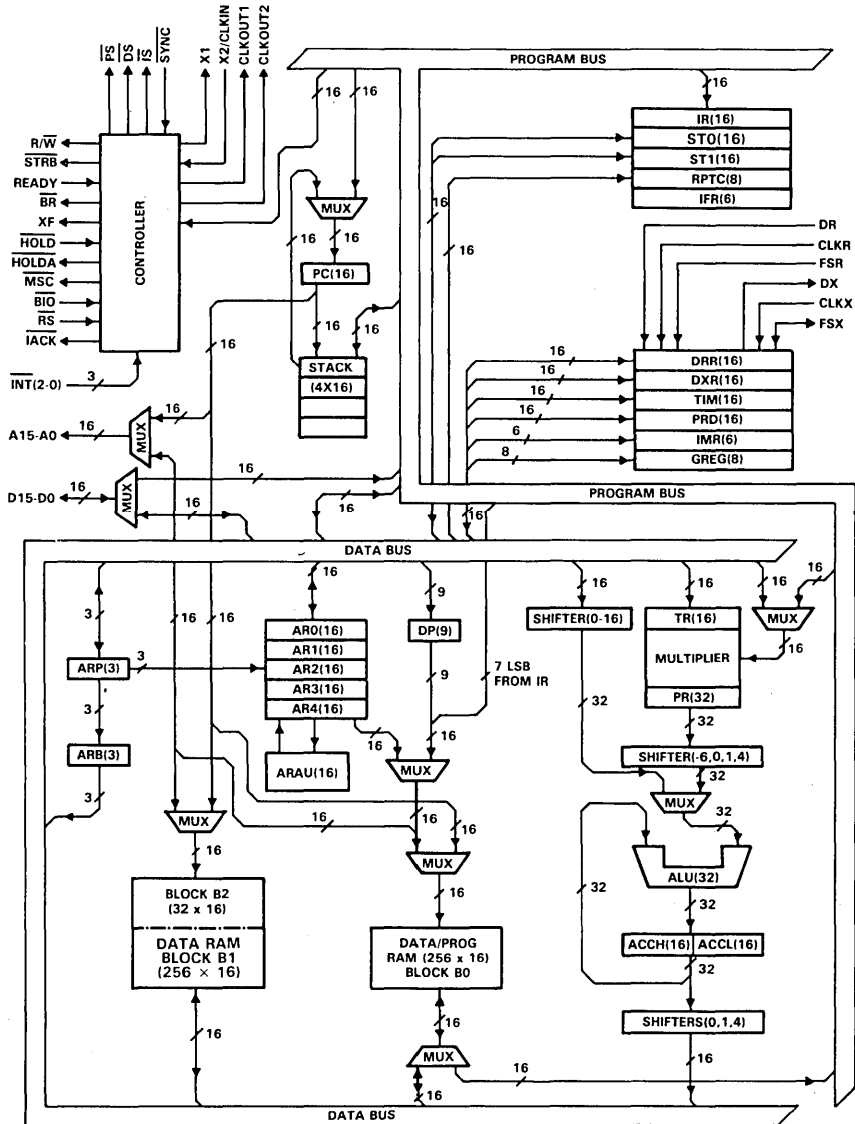 PS
DS
IS
SYNC
X1
X2/CLKIN
CLKOUT1
CLKOUT2
PROGRAM BUS
16
16
16
R/W
STRB
READY
BR
XF
HOLD
HOLDA
MSC
BIO
RS
IACK
CONTROLLER
INT(2-0)
3
MUX
16
16
PC(16)
16
16
16
STACK
(4X16)
IR(16)
ST0(16)
ST1(16)
RPTC(8)
IFR(6)
16
16
DR
CLKR
FSR
DX
CLKX
FSX
16
16
16
16
6
8
DRR(16)
DXR(16)
TIM(16)
PRD(16)
IMR(6)
GREG(8)
A15-A0
16
MUX
16
D15-D0
16
MUX
16
16
16
16
PROGRAM BUS
DATA BUS
3
16
16
16
9
16
16
16
16
ARP(3)
3
3
ARB(3)
3
AR0(16)
AR1(16)
AR2(16)
AR3(16)
AR4(16)
ARAU(16)
DP(9)
9
7 LSB
FROM IR
16
16
MUX
SHIFTER(0-16)
32
TR(16)
MULTIPLIER
PR(32)
MUX
16
32
SHIFTER(-6,0,1,4)
32
MUX
32
MUX
16
16
16
16
MUX
16
ALU(32)
32
32
BLOCK B2
(32 x 16)
DATA RAM
BLOCK B1
(256 × 16)
DATA/PROG
RAM (256 x 16)
BLOCK B0
ACCH(16)
ACCL(16)
32
SHIFTERS(0,1,4)
16
16
MUX
16
16
16
DATA BUS